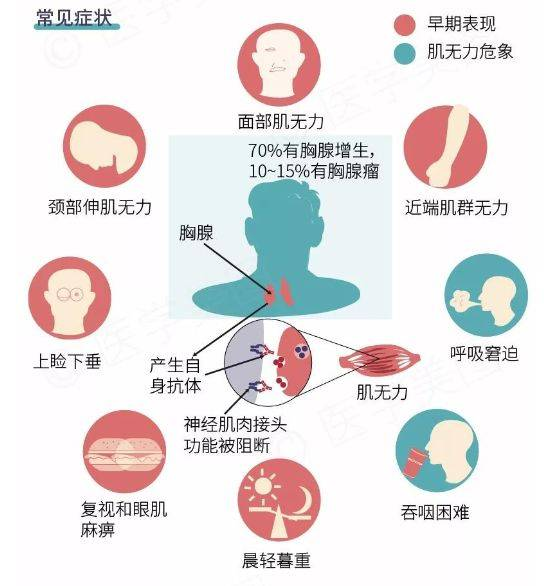 常见症状
早期表现
肌无力危象
面部肌无力
70%有胸腺增生，
10~15%有胸腺瘤
颈部伸肌无力
近端肌群无力
胸腺
上睑下垂
呼吸窘迫
产生自
身抗体
肌无力
神经肌肉接头
功能被阻断
复视和眼肌
麻痹
吞咽困难
晨轻暮重